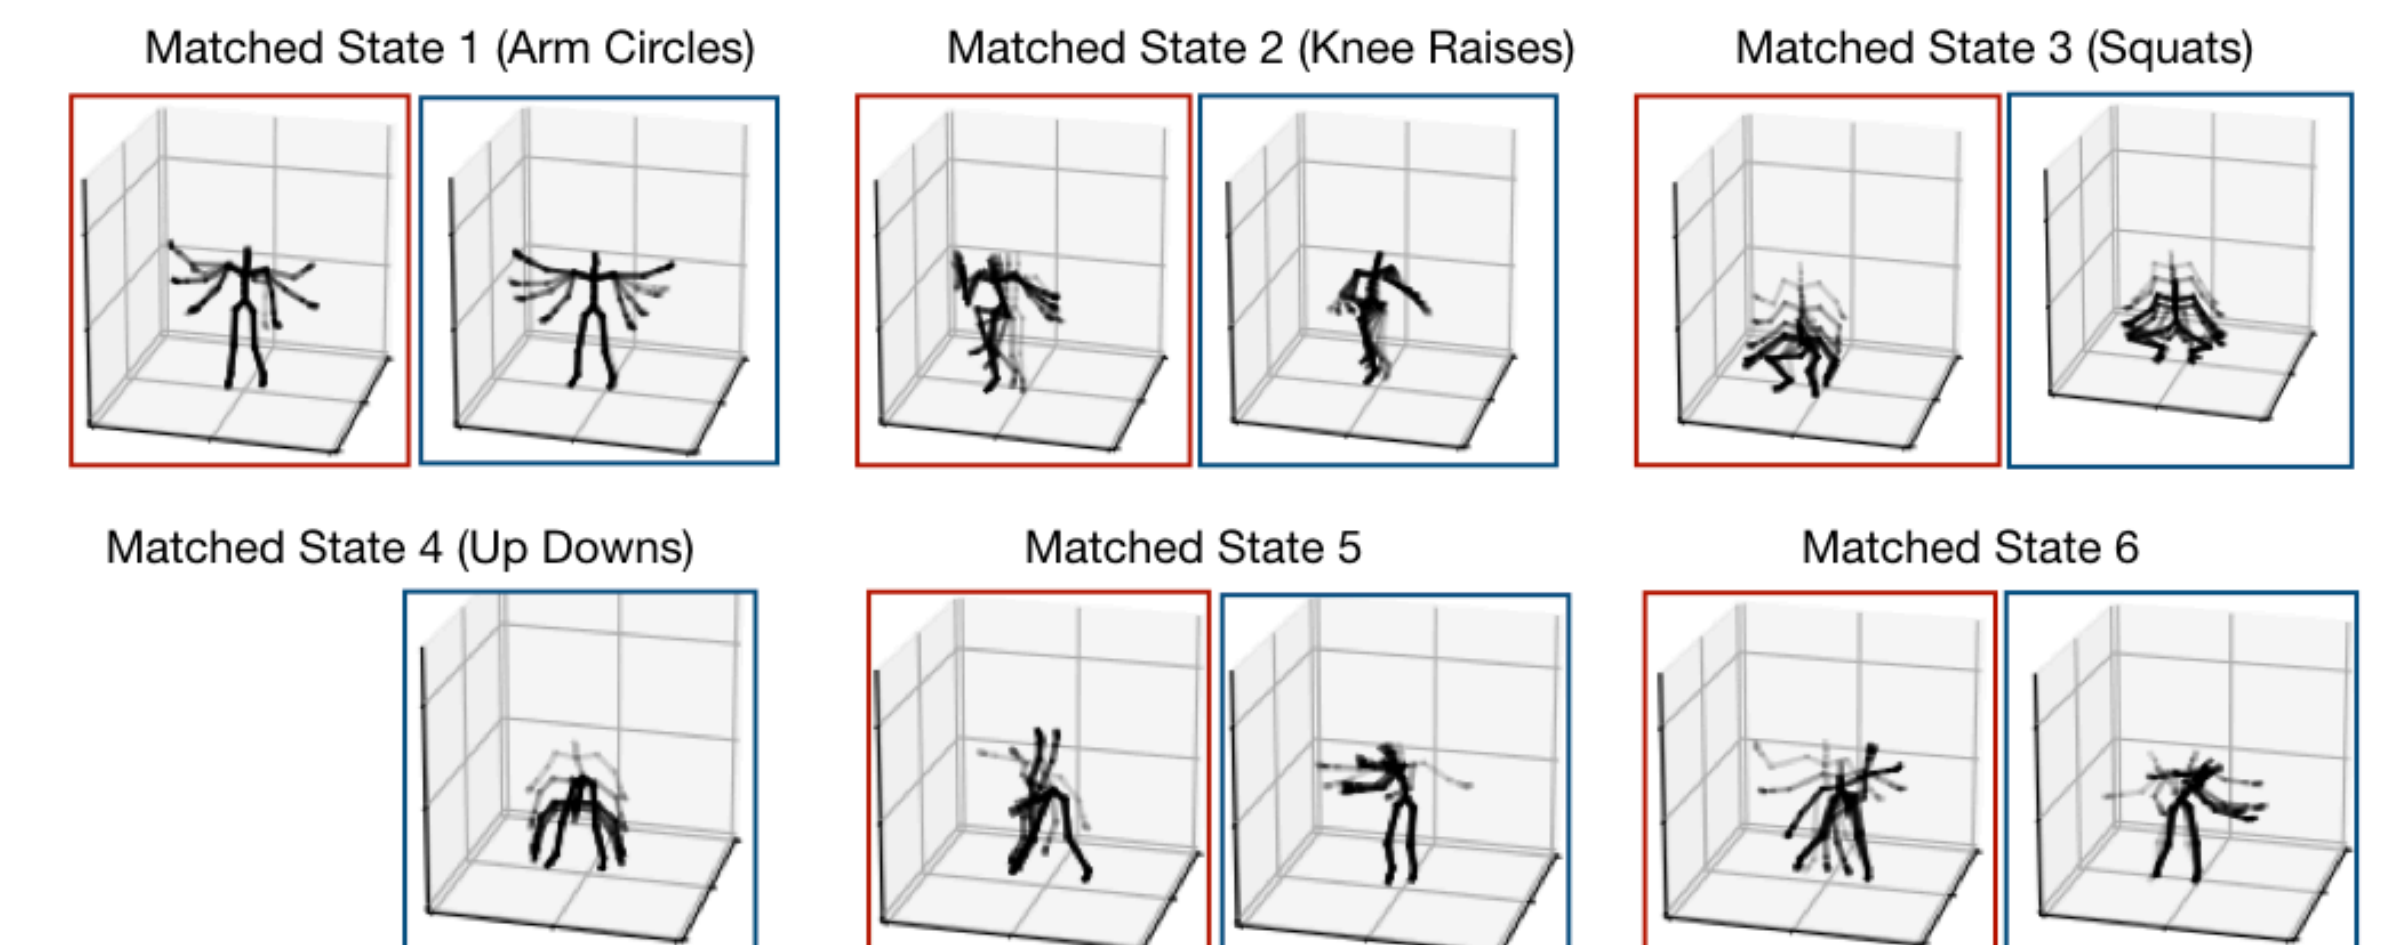 Matched State 1 (Arm Circles)
Matched State 2 (Knee Raises)
Matched State 3 (Squats)
Matched State 4 (Up Downs)
Matched State 5
Matched State 6